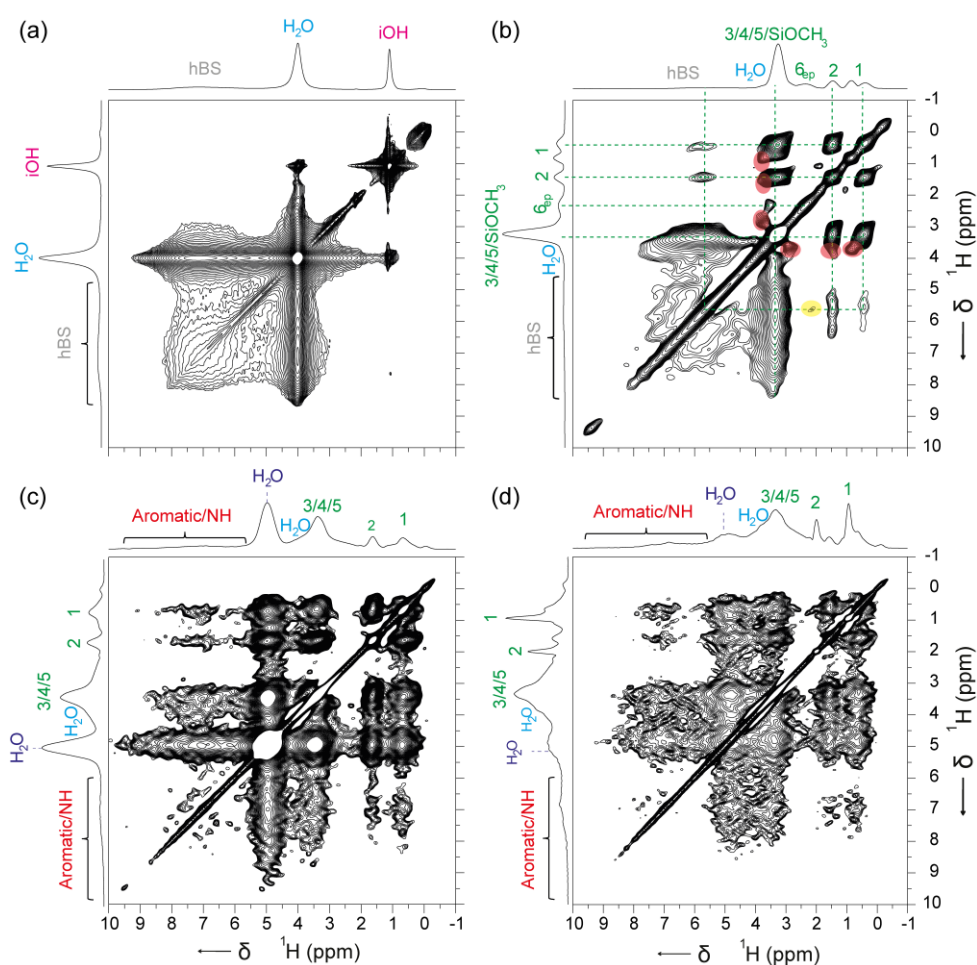 (a)
hBS
H₂O
iOH
iOH
H₂O
hBS
(b)
hBS
H₂O
3/4/5/SiOCH₃
6ep
2
1
1
2
6ep
3/4/5/SiOCH₃
H₂O
hBS
-1
0
1
2
3
4
5
6
7
8
9
10
δ ¹H (ppm)
(c)
Aromatic/NH
H₂O
H₂O
3/4/5
2
1
1
2
3/4/5
H₂O
H₂O
Aromatic/NH
10 9 8 7 6 5 4 3 2 1 0 -1
δ ¹H (ppm)
(d)
Aromatic/NH
H₂O
H₂O
3/4/5
2
1
1
2
3/4/5
H₂O
H₂O
Aromatic/NH
-1
0
1
2
3
4
5
6
7
8
9
10
δ ¹H (ppm)
10 9 8 7 6 5 4 3 2 1 0 -1
δ ¹H (ppm)